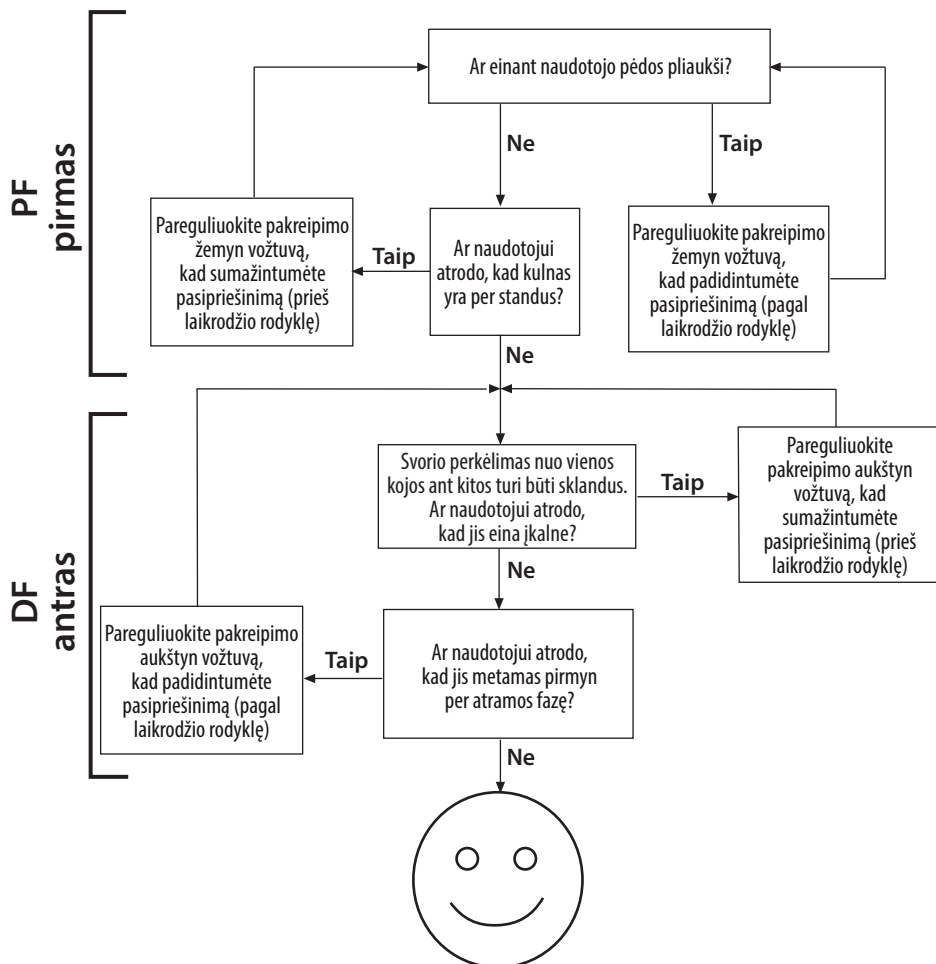 PF
pirmas
Ar einant naudotojo pėdos pliaukši?
Ne
Taip
Pareguliuokite pakreipimo
žemyn vožtuvą,
kad sumažintumėte
pasipriešinimą (prieš
laikrodžio rodyklę)
Taip
Ar naudotojui
atrodo, kad kulnas
yra per standus?
Pareguliuokite pakreipimo
žemyn vožtuvą,
kad padidintumėte
pasipriešinimą (pagal
laikrodžio rodyklę)
Ne
DF
antras
Svorio perkėlimas nuo vienos
kojos ant kitos turi būti sklandus.
Ar naudotojui atrodo,
kad jis eina įkalne?
Taip
Pareguliuokite
pakreipimo aukštyn
vožtuvą, kad
sumažintumėte
pasipriešinimą (prieš
laikrodžio rodyklę)
Ne
Pareguliuokite pakreipimo
aukštyn vožtuvą,
kad padidintumėte
pasipriešinimą (pagal
laikrodžio rodyklę)
Taip
Ar naudotojui atrodo,
kad jis metamas pirmyn
per atramos fazę?
Ne